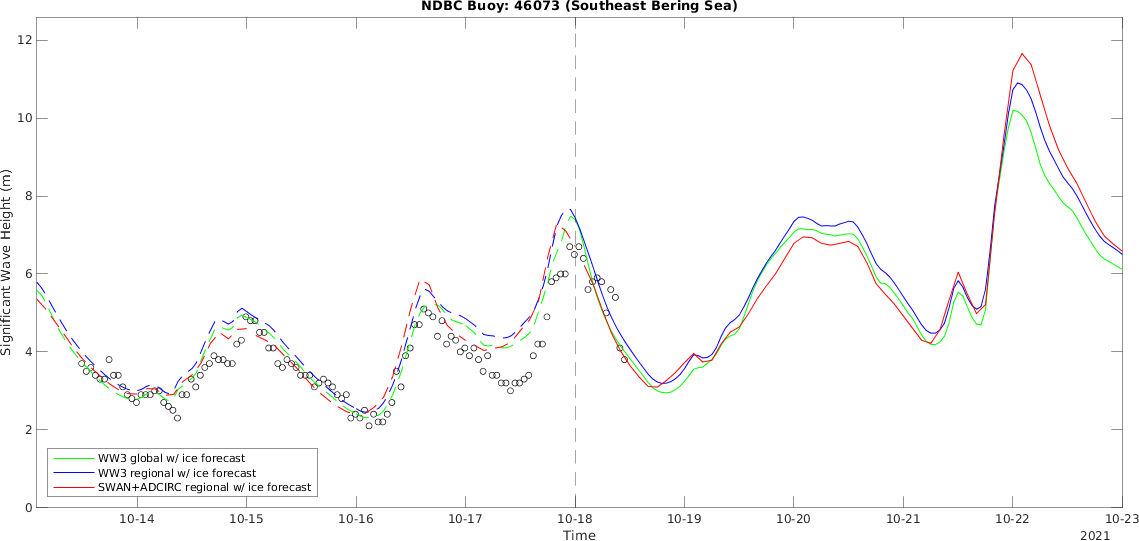 NDBC Buoy: 46073 (Southeast Bering Sea)
12
10
8
6
4
2
0
Significant Wave Height (m)
WW3 global w/ ice forecast
WW3 regional w/ ice forecast
SWAN+ADCIRC regional w/ ice forecast
10-14 10-15 10-16 10-17 10-18 10-19 10-20 10-21 10-22 10-23
Time
2021